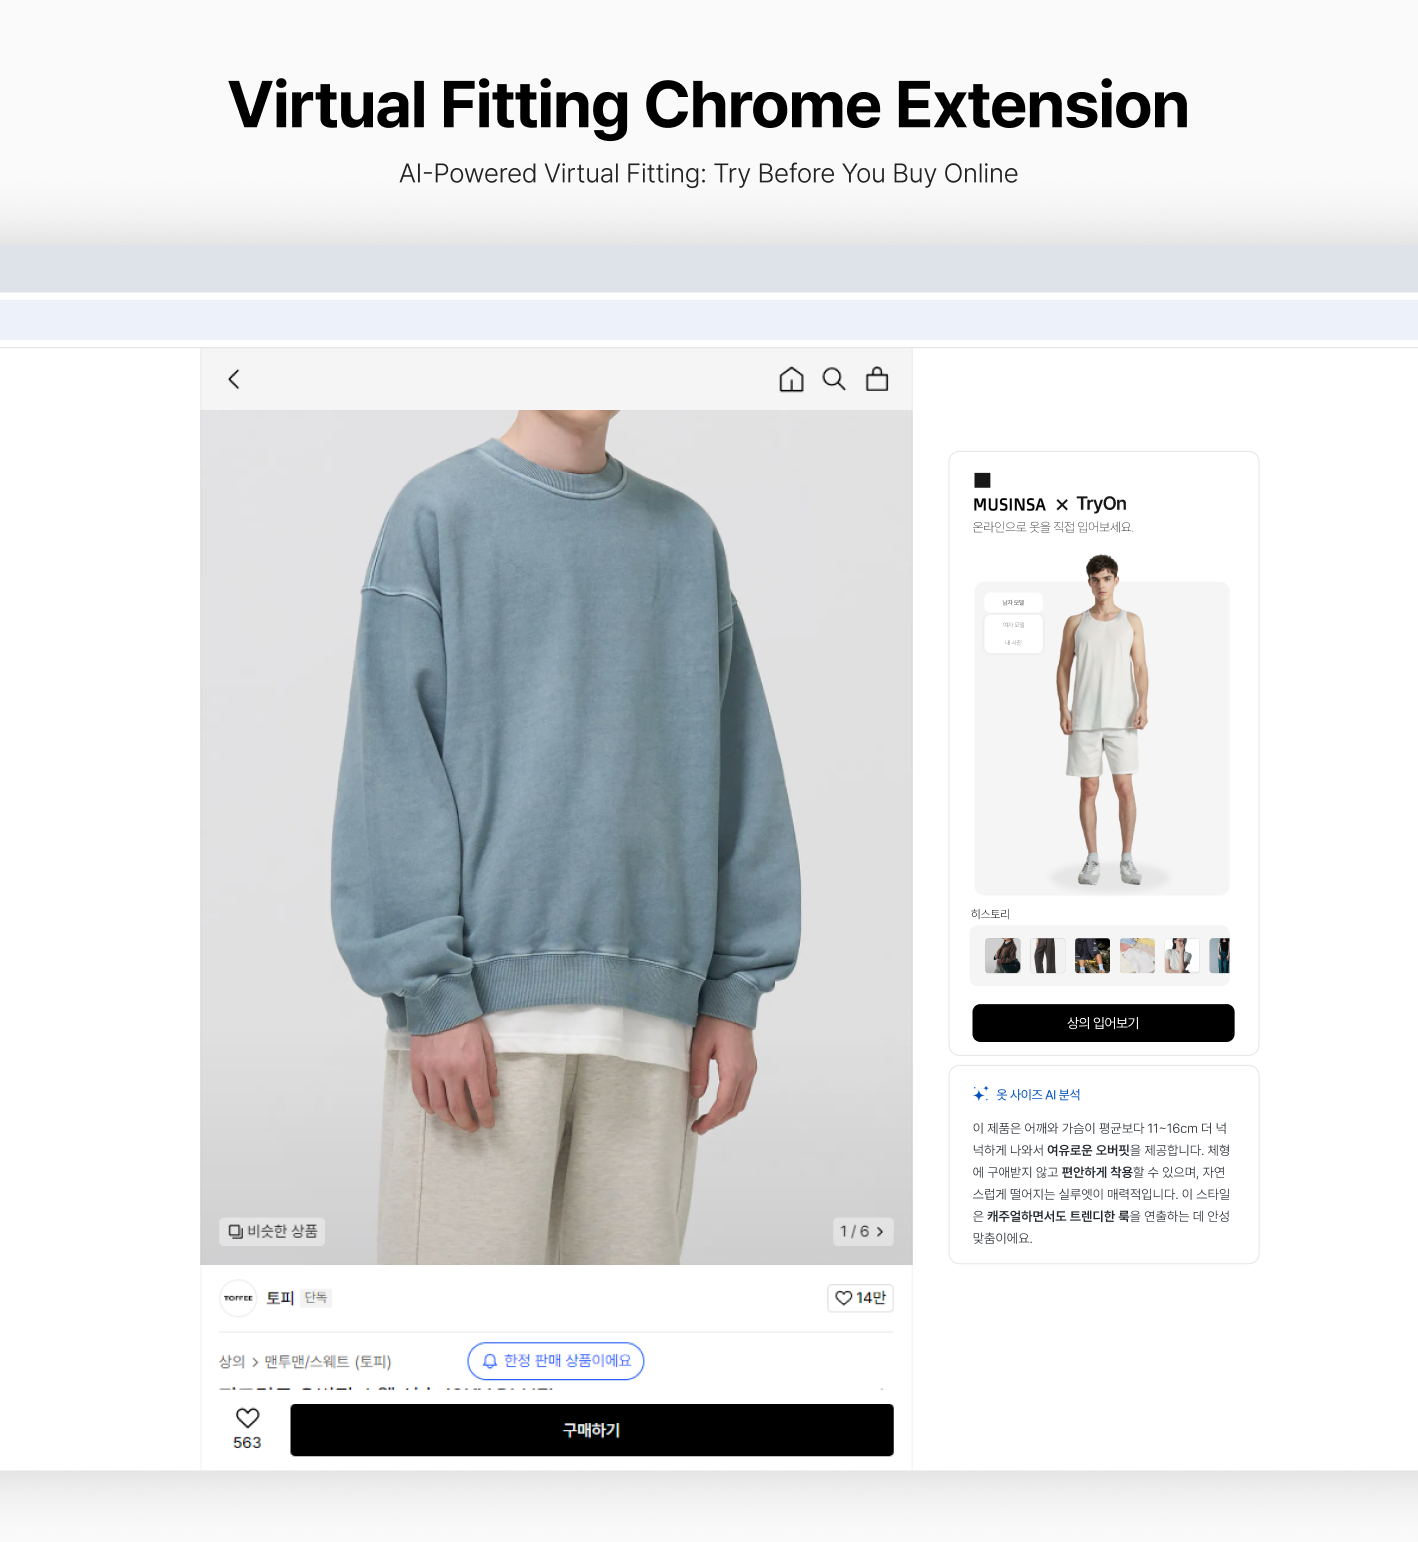 Virtual Fitting Chrome Extension
AI-Powered Virtual Fitting: Try Before You Buy Online
MUSINSA × TryOn
온라인으로 옷을 직접 입어보세요.
남자 모델
여자 모델
내 사진
히스토리
상의 입어보기
옷 사이즈 AI 분석
이 제품은 어깨와 가슴이 평균보다 11~16cm 더 넉
넉하게 나와서 여유로운 오버핏을 제공합니다. 체형
에 구애받지 않고 편안하게 착용할 수 있으며, 자연
스럽게 떨어지는 실루엣이 매력적입니다. 이 스타일
은 캐주얼하면서도 트렌디한 룩을 연출하는 데 안성
맞춤이에요.
비슷한 상품
1 / 6
TOFFEE 토피 단독
14만
상의 > 맨투맨/스웨트 (토피)
한정 판매 상품이에요
563
구매하기